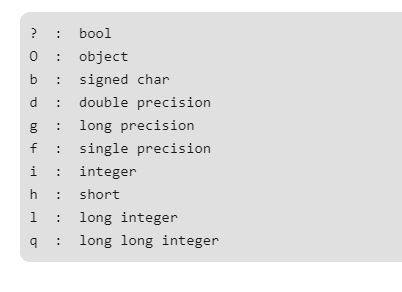 ? : bool
O : object
b : signed char
d : double precision
g : long precision
f : single precision
i : integer
h : short
l : long integer
q : long long integer